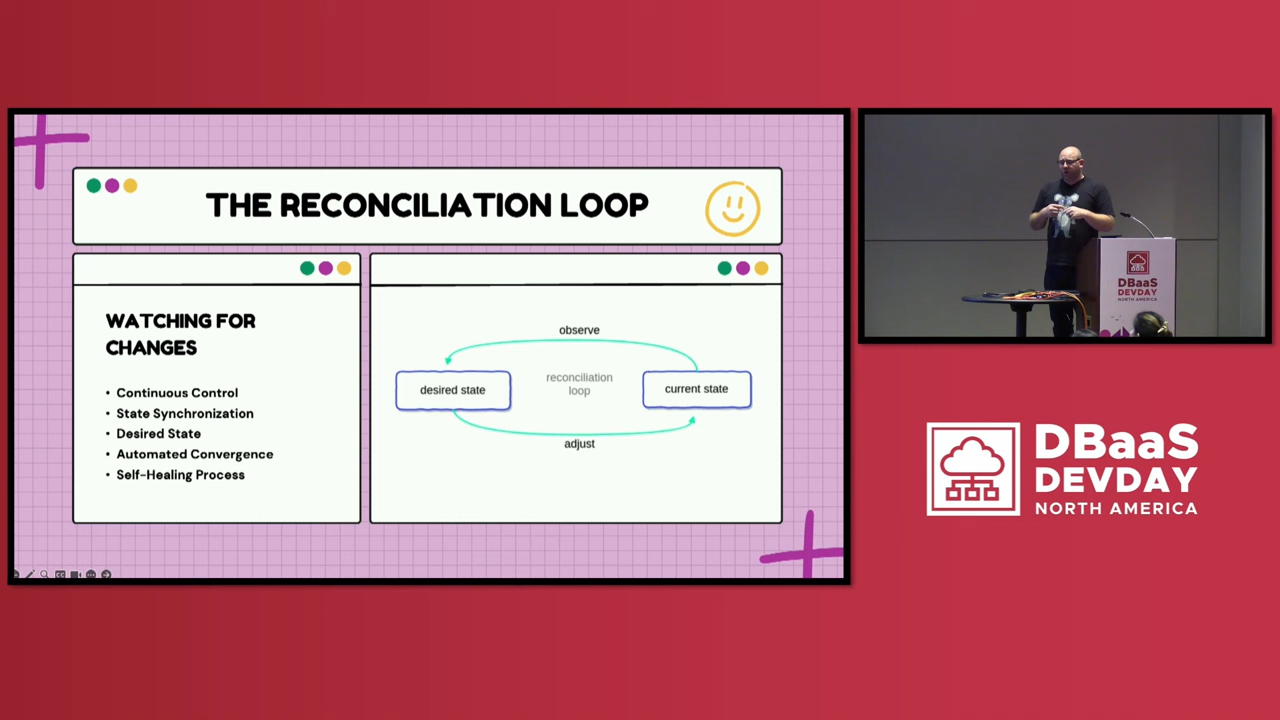 THE RECONCILIATION LOOP
WATCHING FOR
CHANGES
• Continuous Control
• State Synchronization
• Desired State
• Automated Convergence
• Self-Healing Process
observe
desired state
reconciliation
loop
current state
adjust
DBaaS
DEVDAY
NORTH AMERICA
DBaaS
DEVDAY
NORTH AMERICA